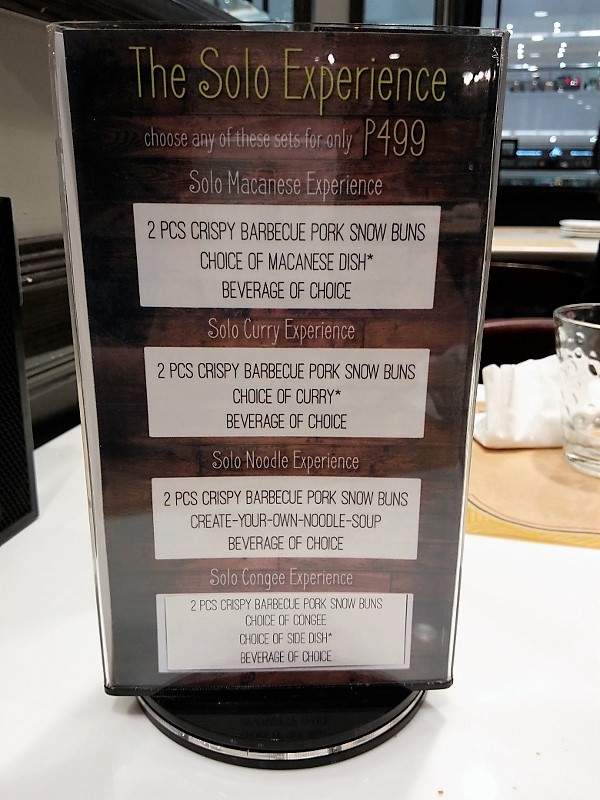 The Solo Experience
choose any of these sets for only P499
Solo Macanese Experience
2 PCS CRISPY BARBECUE PORK SNOW BUNS
CHOICE OF MACANESE DISH*
BEVERAGE OF CHOICE
Solo Curry Experience
2 PCS CRISPY BARBECUE PORK SNOW BUNS
CHOICE OF CURRY*
BEVERAGE OF CHOICE
Solo Noodle Experience
2 PCS CRISPY BARBECUE PORK SNOW BUNS
CREATE-YOUR-OWN-NOODLE-SOUP
BEVERAGE OF CHOICE
Solo Congee Experience
2 PCS CRISPY BARBECUE PORK SNOW BUNS
CHOICE OF CONGEE
CHOICE OF SIDE DISH*
BEVERAGE OF CHOICE